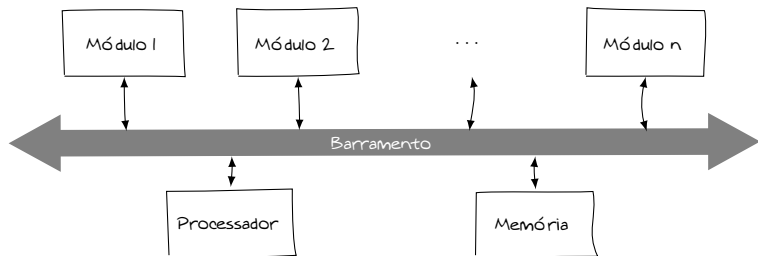 Módulo 1
Módulo 2
...
Módulo n
Barramento
Processador
Memória